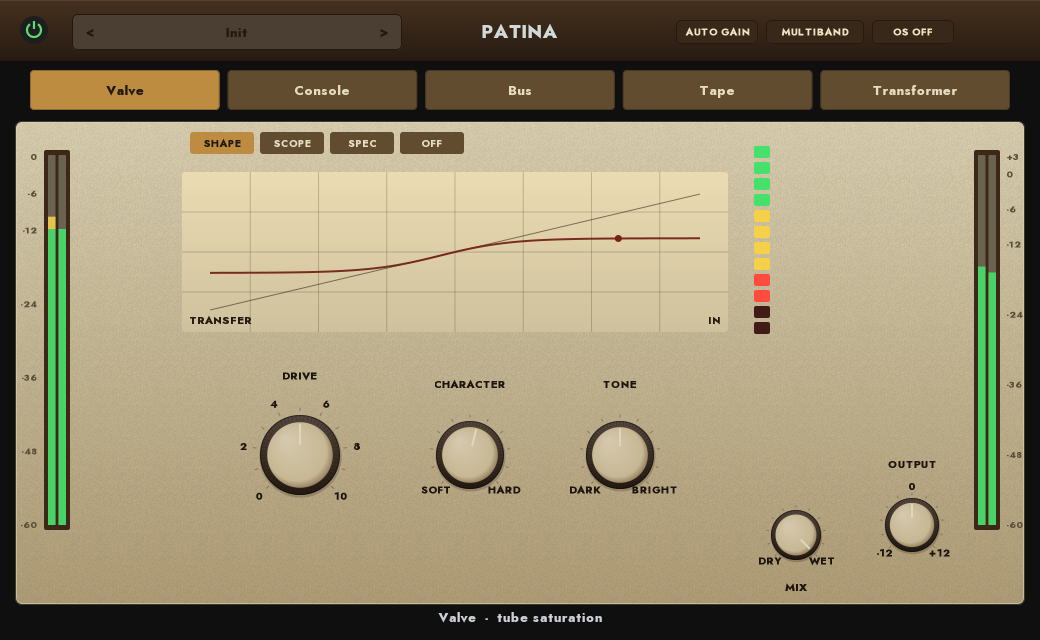 < Init >
PATINA
AUTO GAIN MULTIBAND OS OFF
Valve Console Bus Tape Transformer
SHAPE SCOPE SPEC OFF
0
-6
-12
-24
-36
-48
-60
TRANSFER IN
+3
0
-6
-12
-24
-36
-48
-60
DRIVE
0 2 4 6 8 10
CHARACTER
SOFT HARD
TONE
DARK BRIGHT
DRY WET
MIX
OUTPUT
0
-12 +12
Valve - tube saturation